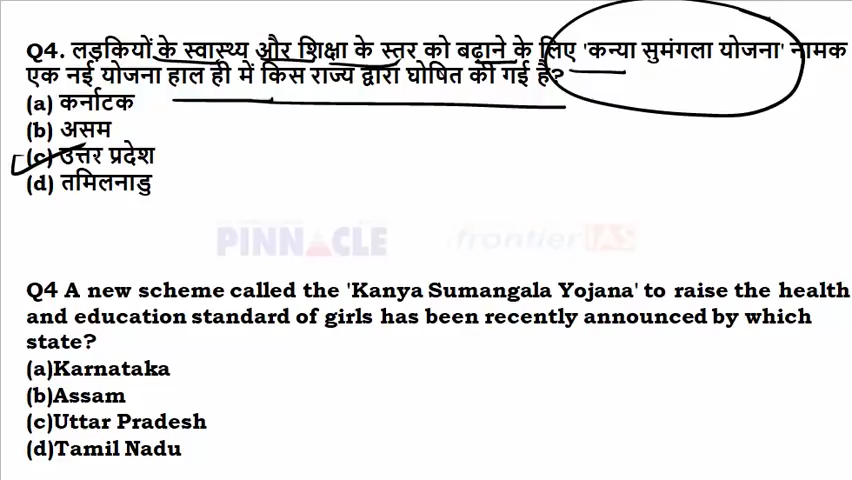 Q4. लड़कियों के स्वास्थ्य और शिक्षा के स्तर को बढ़ाने के लिए 'कन्या सुमंगला योजना' नामक
एक नई योजना हाल ही में किस राज्य द्वारा घोषित की गई है?
(a) कर्नाटक
(b) असम
(c) उत्तर प्रदेश
(d) तमिलनाडु
PINNACLE frontier IAS
Q4 A new scheme called the 'Kanya Sumangala Yojana' to raise the health
and education standard of girls has been recently announced by which
state?
(a)Karnataka
(b)Assam
(c)Uttar Pradesh
(d)Tamil Nadu